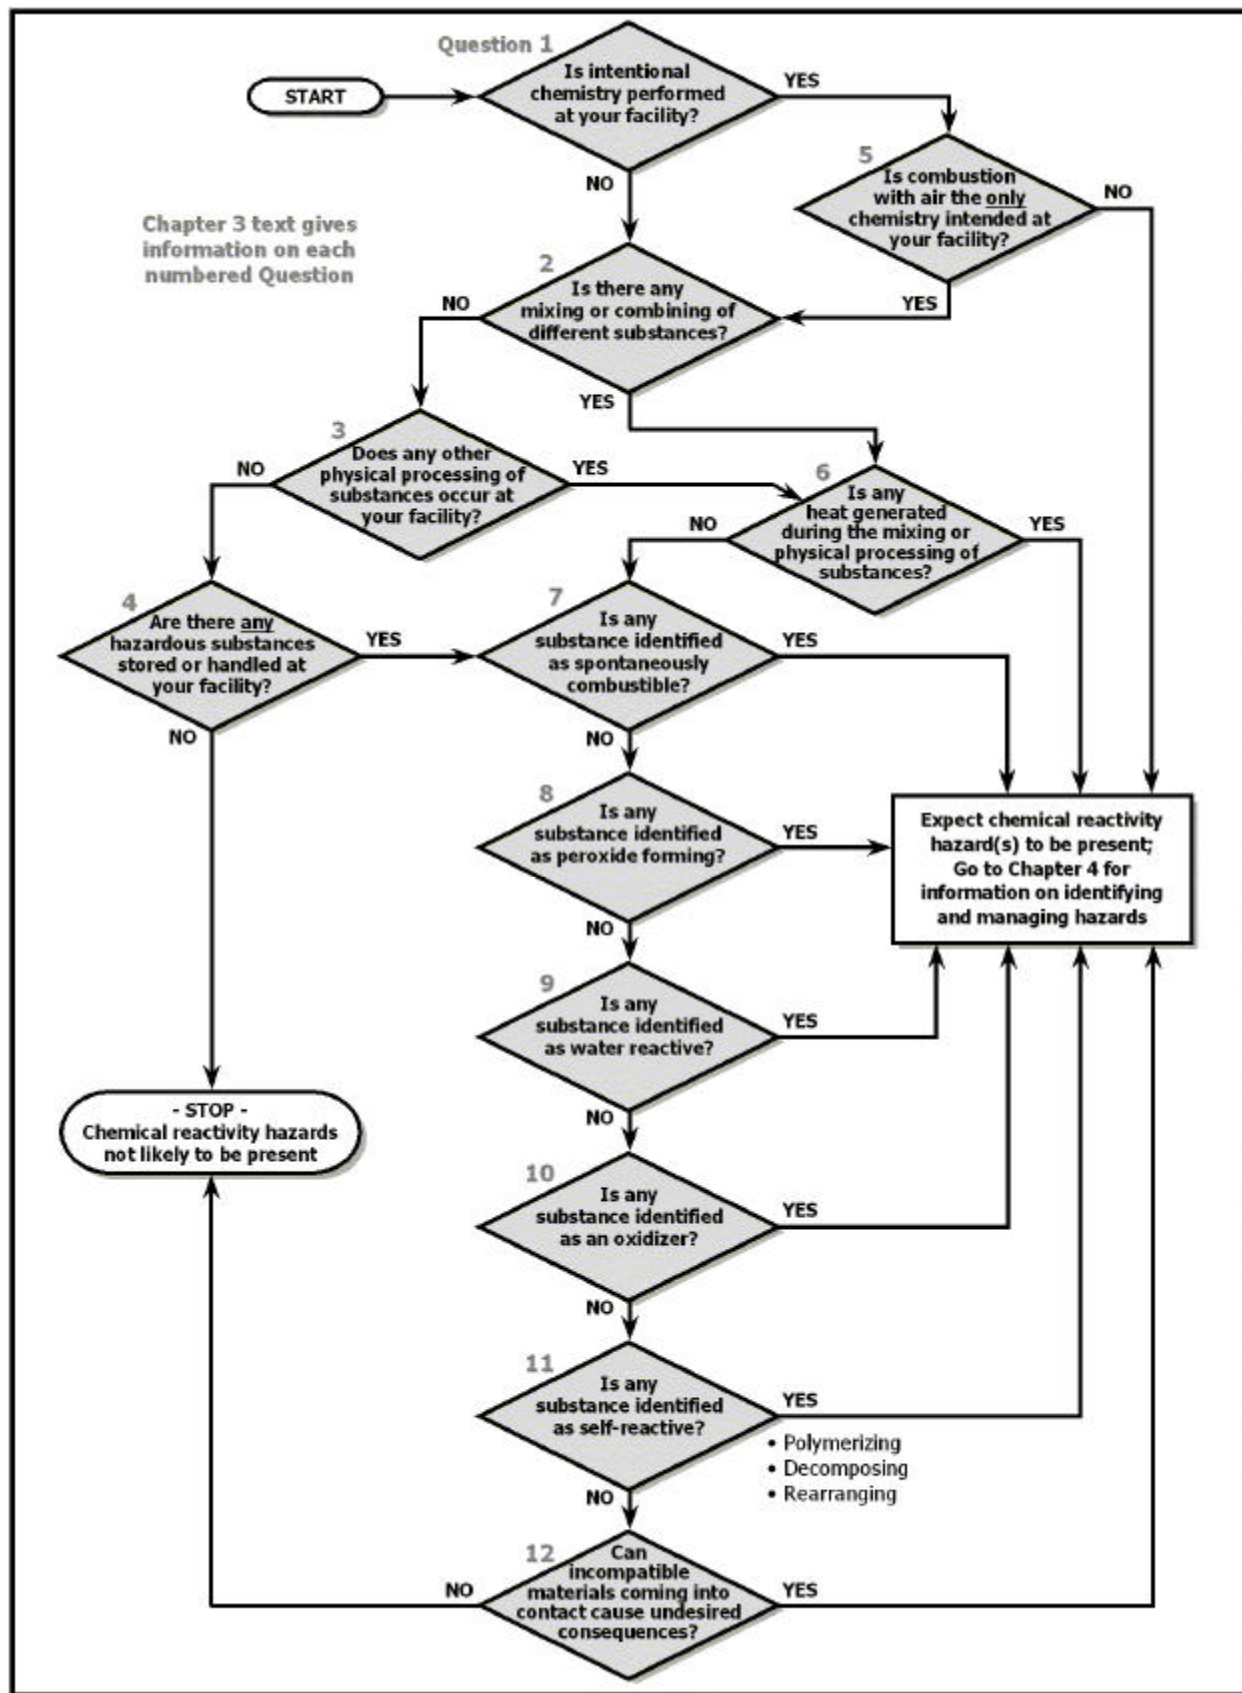 Question 1
START
Is intentional
chemistry performed
at your facility?
YES
NO
5
Is combustion
with air the only
chemistry intended at
your facility?
NO
YES
Chapter 3 text gives
information on each
numbered Question
2
Is there any
mixing or combining of
different substances?
NO
YES
3
Does any other
physical processing of
substances occur at
your facility?
NO
YES
6
Is any
heat generated
during the mixing or
physical processing of
substances?
NO
YES
4
Are there any
hazardous substances
stored or handled at
your facility?
YES
NO
7
Is any
substance identified
as spontaneously
combustible?
YES
NO
8
Is any
substance identified
as peroxide forming?
YES
NO
Expect chemical reactivity
hazard(s) to be present;
Go to Chapter 4 for
information on identifying
and managing hazards
9
Is any
substance identified
as water reactive?
YES
NO
- STOP -
Chemical reactivity hazards
not likely to be present
10
Is any
substance identified
as an oxidizer?
YES
NO
11
Is any
substance identified
as self-reactive?
YES
• Polymerizing
• Decomposing
• Rearranging
NO
12
Can
incompatible
materials coming into
contact cause undesired
consequences?
NO
YES